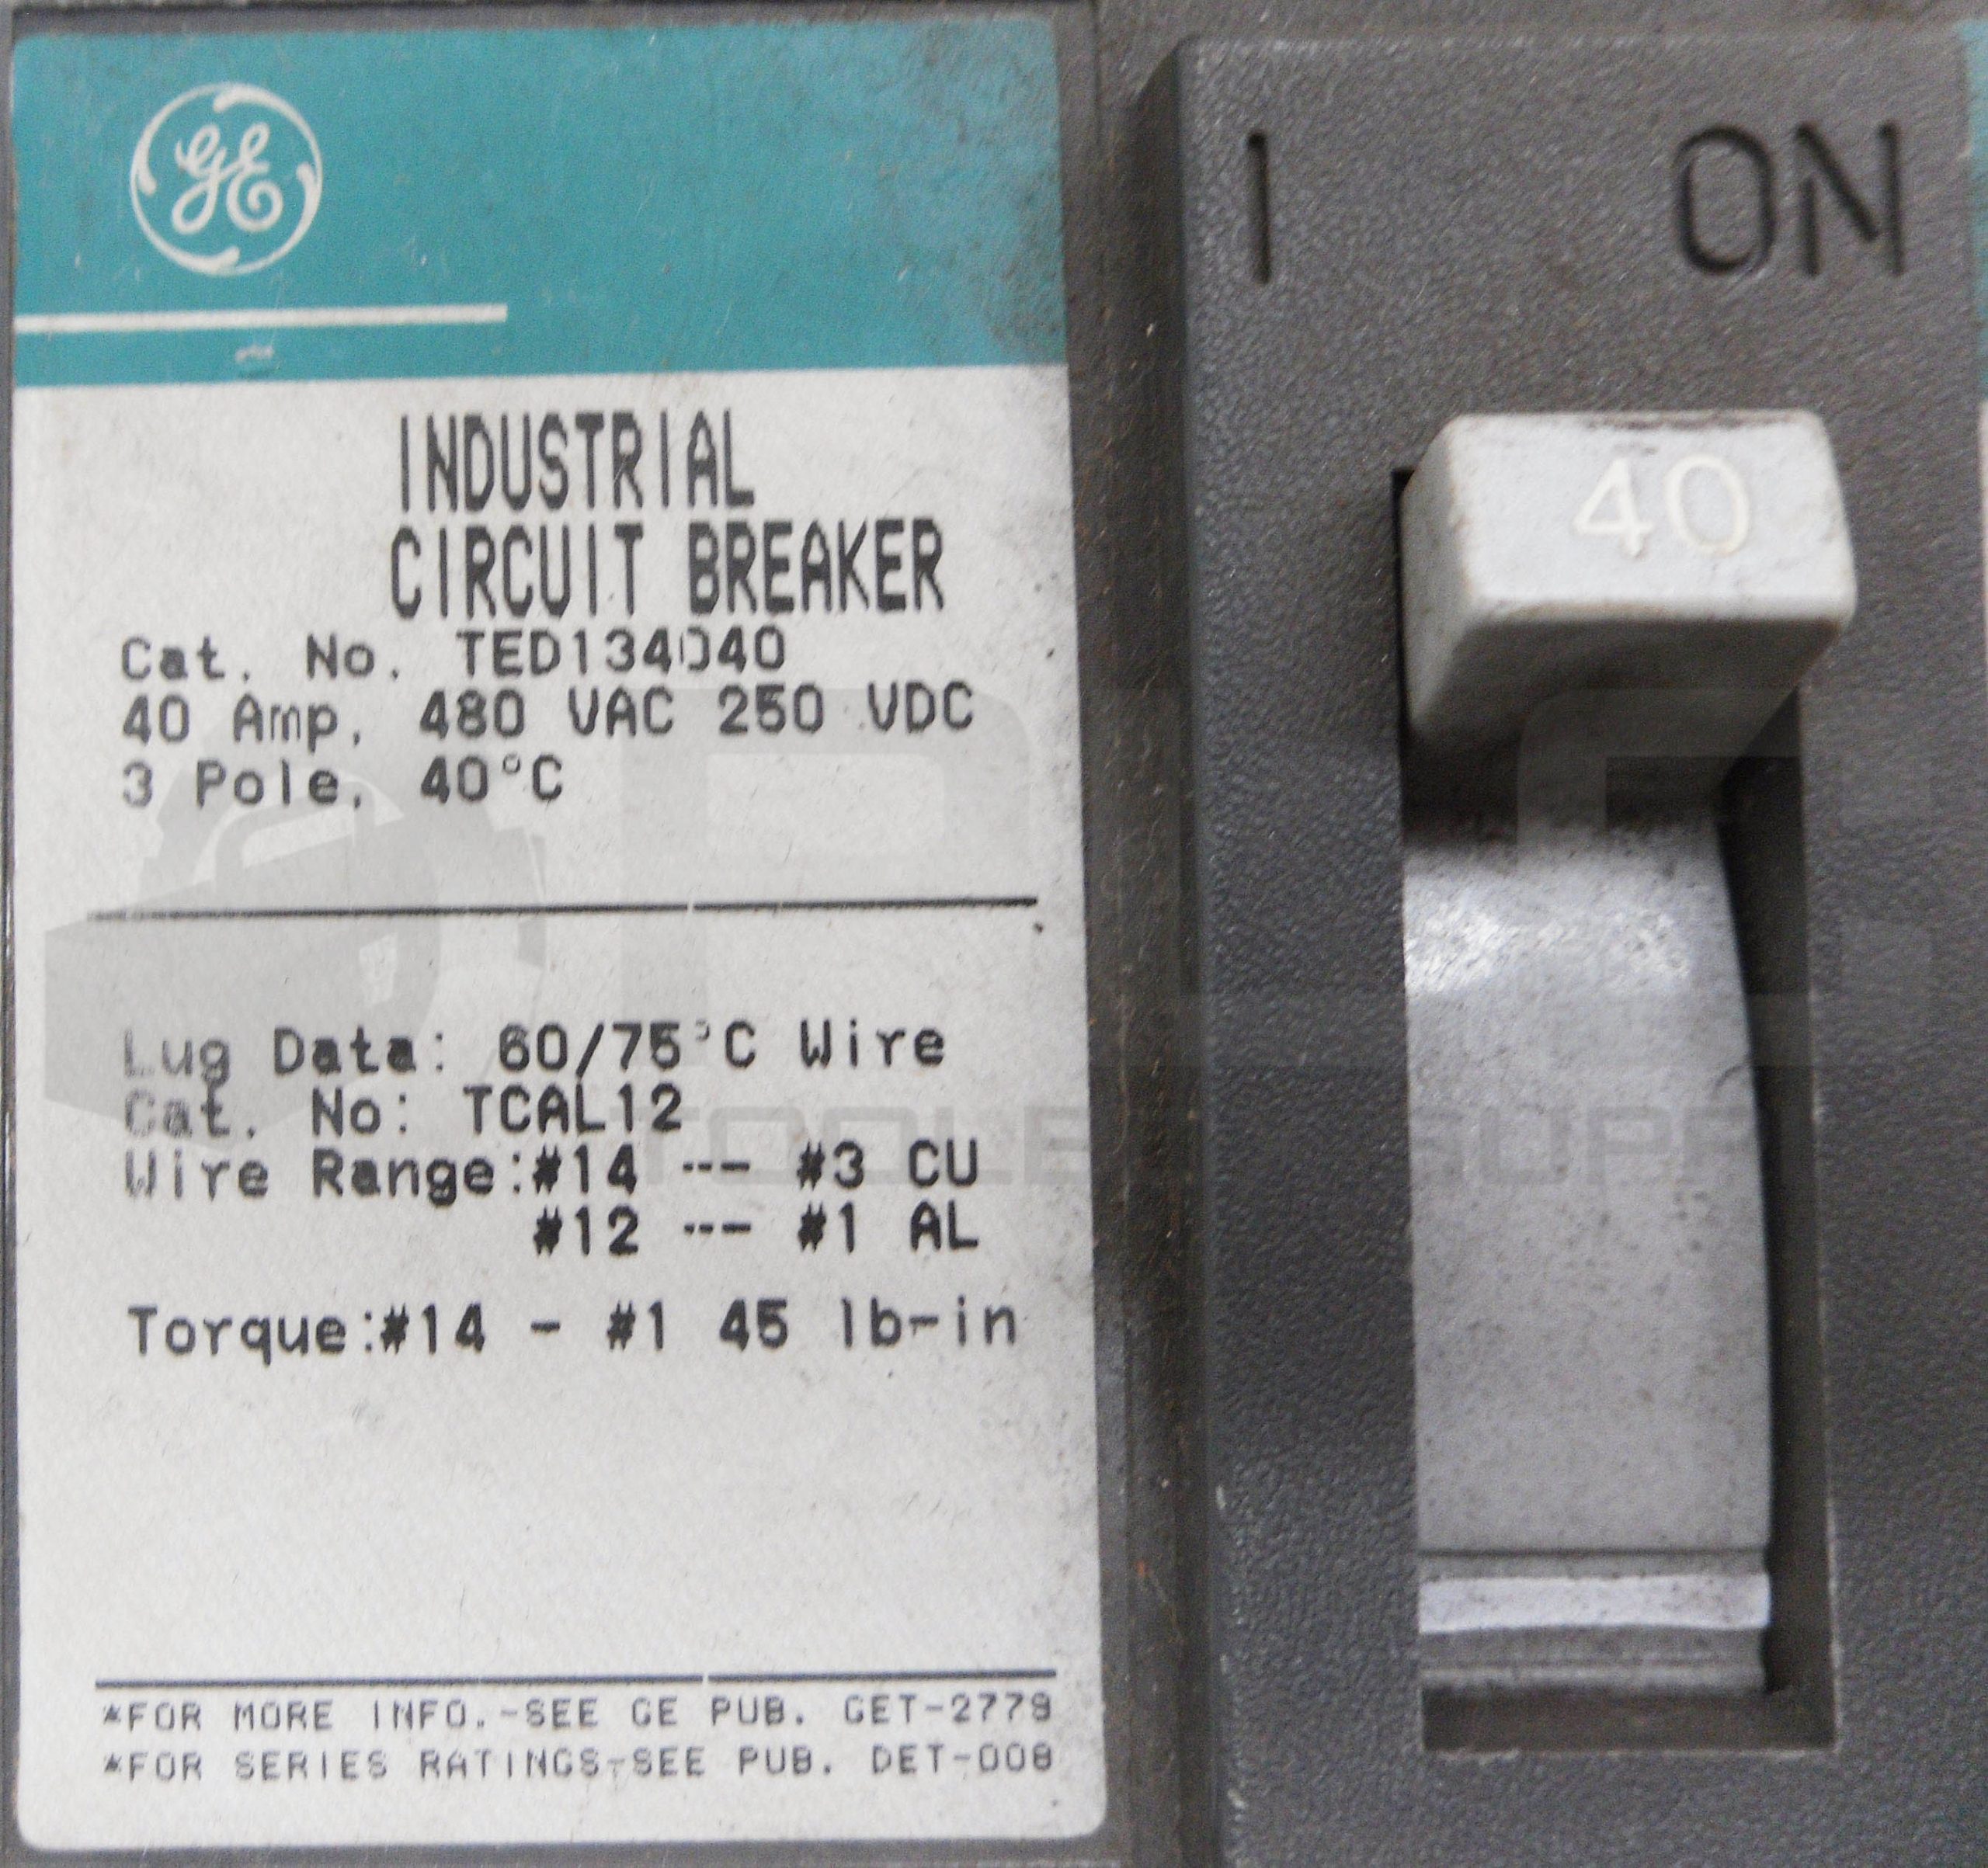 GE
INDUSTRIAL
CIRCUIT BREAKER
Cat. No. TED134040
40 Amp, 480 VAC 250 VDC
3 Pole, 40°C
Lug Data: 60/75°C Wire
Cat. No: TCAL12
Wire Range:#14 --- #3 CU
#12 --- #1 AL
Torque:#14 - #1 45 lb-in
*FOR MORE INFO.-SEE GE PUB. GET-2779
*FOR SERIES RATINGS-SEE PUB. DET-008
I ON
40